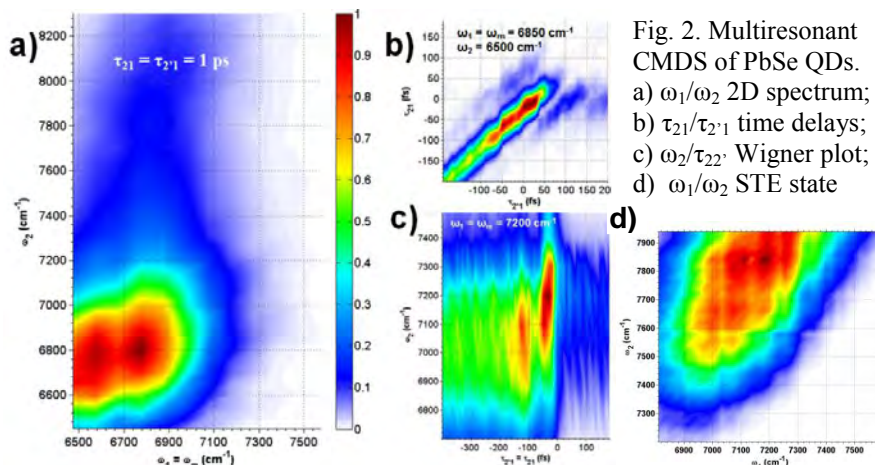 a)
τ21 = τ2'1 = 1 ps
ω2 (cm-1)
8200
8000
7800
7600
7400
7200
7000
6800
6600
6500 6700 6900 7100 7300 7500
1
0.9
0.8
0.7
0.6
0.5
0.4
0.3
0.2
0.1
0
b)
ω1 = ωm = 6850 cm-1
ω2 = 6500 cm-1
τ21 (fs)
150
100
50
0
-50
-100
-150
-100 -50 0 50 100 150 200
τ2'1 (fs)
Fig. 2. Multiresonant
CMDS of PbSe QDs.
a) ω1/ω2 2D spectrum;
b) τ21/τ2'1 time delays;
c) ω2/τ22' Wigner plot;
d) ω1/ω2 STE state
c)
ω1 = ωm = 7200 cm-1
ω2 (cm-1)
7400
7300
7200
7100
7000
6900
6800
-300 -200 -100 0 100
τ2'1 = τ21 (fs)
d)
ω2 (cm-1)
7900
7800
7700
7600
7500
7400
7300
6900 7000 7100 7200 7300 7400 7500